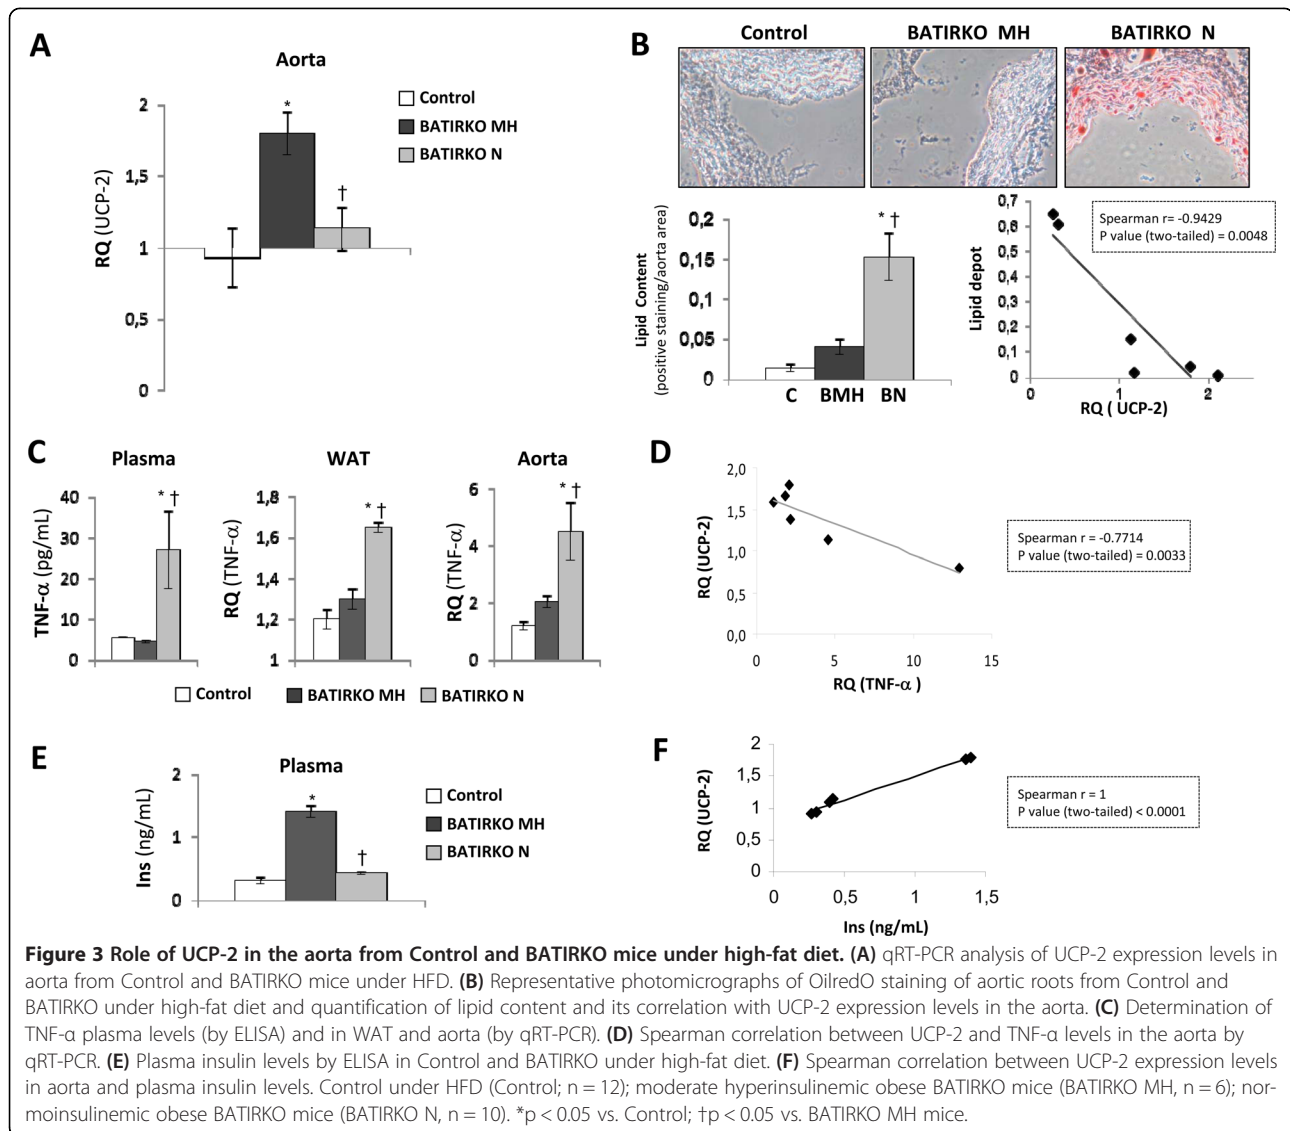 A
Aorta
2
1,5
1
0,5
0
RQ (UCP-2)
*
†
Control
BATIRKO MH
BATIRKO N
B
Control
BATIRKO MH
BATIRKO N
Lipid Content
(positive staining/aorta area)
0,2
0,15
0,1
0,05
0
* †
C BMH BN
Lipid depot
0,7
0,6
0,5
0,4
0,3
0,2
0,1
0
0 1 2
RQ ( UCP-2)
Spearman r= -0.9429
P value (two-tailed) = 0.0048
C
Plasma
TNF-α (pg/mL)
40
30
20
10
0
* †
WAT
RQ (TNF-α)
1,8
1,6
1,4
1,2
1
* †
Aorta
RQ (TNF-α)
6
4
2
0
* †
Control BATIRKO MH BATIRKO N
D
RQ (UCP-2)
2,0
1,5
1,0
0,5
0,0
0 5 10 15
RQ (TNF-α )
Spearman r = -0.7714
P value (two-tailed) = 0.0033
E
Plasma
Ins (ng/mL)
2
1
0
*
†
Control
BATIRKO MH
BATIRKO N
F
RQ (UCP-2)
2
1,5
1
0,5
0
0 0,5 1 1,5
Ins (ng/mL)
Spearman r = 1
P value (two-tailed) < 0.0001
Figure 3 Role of UCP-2 in the aorta from Control and BATIRKO mice under high-fat diet. (A) qRT-PCR analysis of UCP-2 expression levels in
aorta from Control and BATIRKO mice under HFD. (B) Representative photomicrographs of OilredO staining of aortic roots from Control and
BATIRKO under high-fat diet and quantification of lipid content and its correlation with UCP-2 expression levels in the aorta. (C) Determination of
TNF-α plasma levels (by ELISA) and in WAT and aorta (by qRT-PCR). (D) Spearman correlation between UCP-2 and TNF-α levels in the aorta by
qRT-PCR. (E) Plasma insulin levels by ELISA in Control and BATIRKO under high-fat diet. (F) Spearman correlation between UCP-2 expression levels
in aorta and plasma insulin levels. Control under HFD (Control; n = 12); moderate hyperinsulinemic obese BATIRKO mice (BATIRKO MH, n = 6); nor-
moinsulinemic obese BATIRKO mice (BATIRKO N, n = 10). *p < 0.05 vs. Control; †p < 0.05 vs. BATIRKO MH mice.